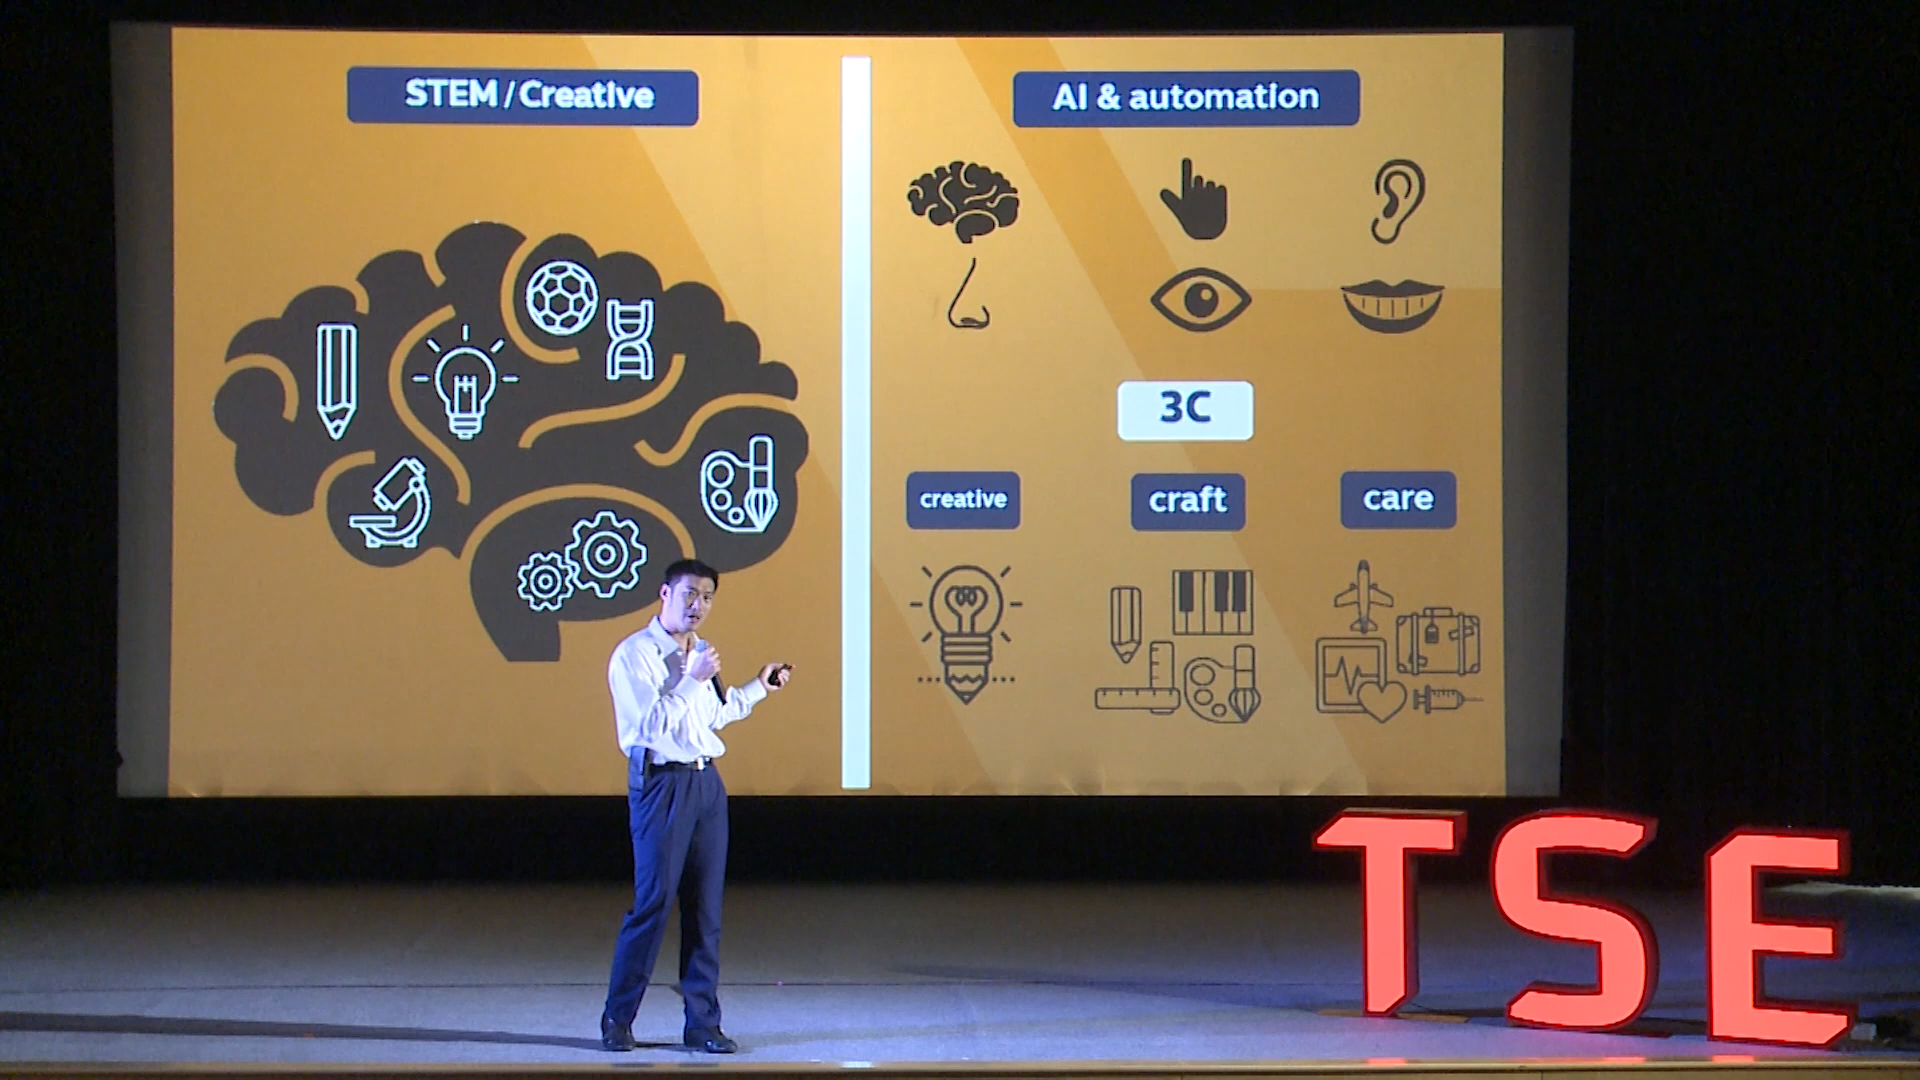 STEM / Creative
AI & automation
3C
creative
craft
care
TSE